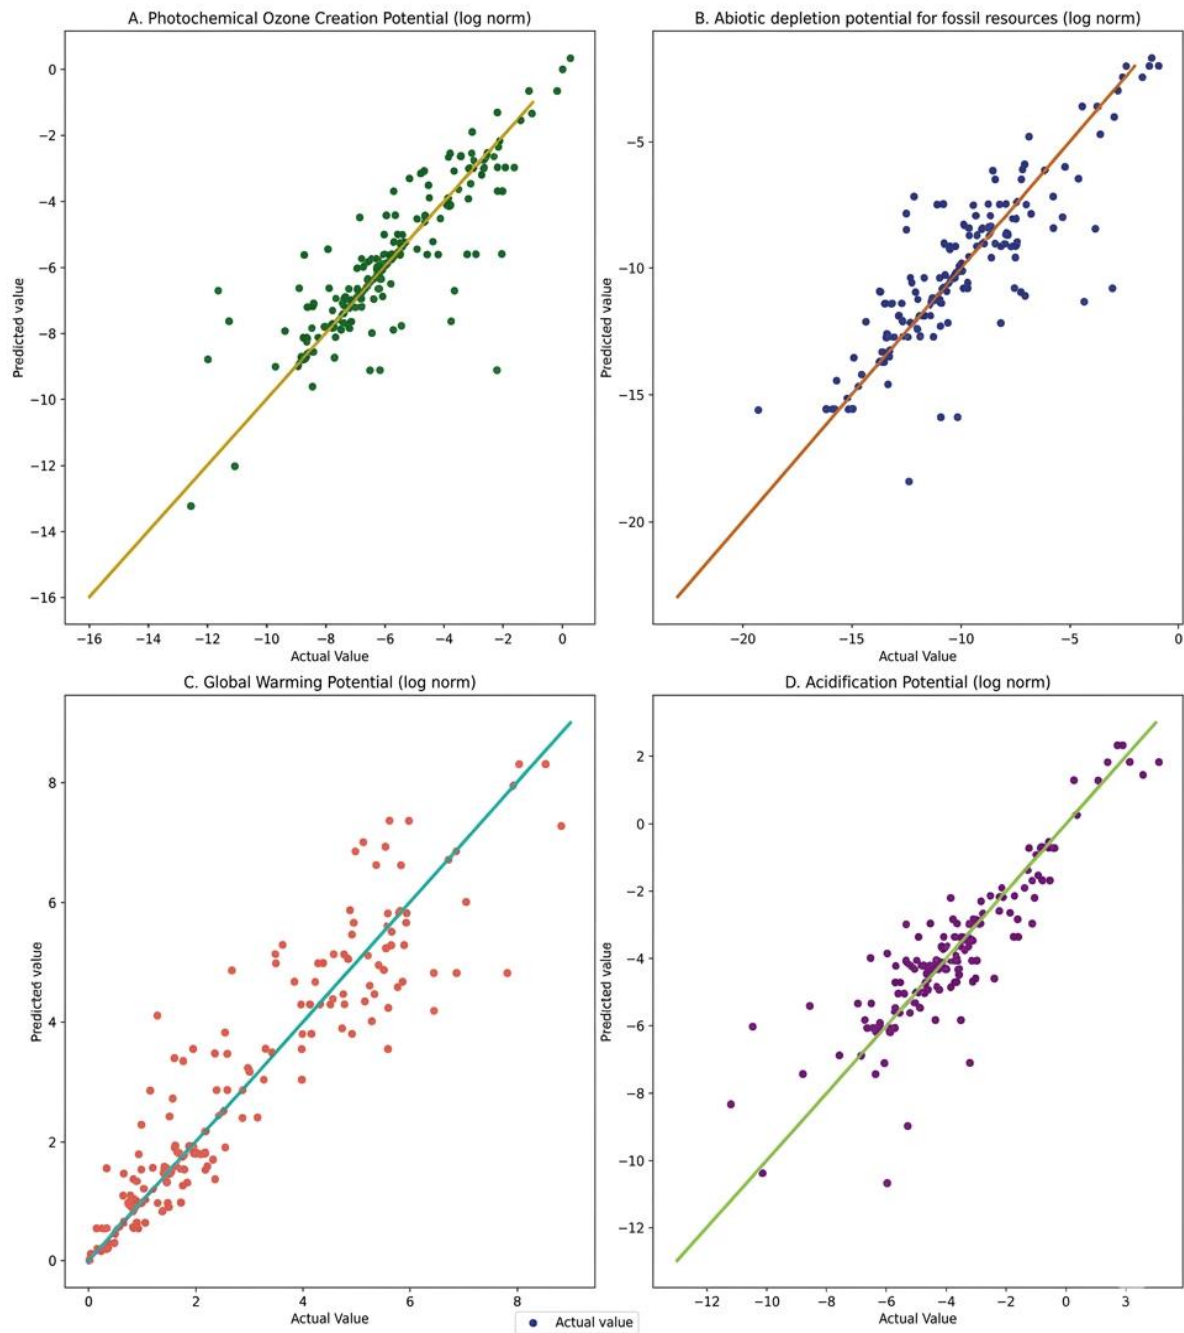 A. Photochemical Ozone Creation Potential (log norm)
0
−2
−4
−6
−8
−10
−12
−14
−16
Predicted value
−16 −14 −12 −10 −8 −6 −4 −2 0
Actual Value
B. Abiotic depletion potential for fossil resources (log norm)
−5
−10
−15
−20
Predicted value
−20 −15 −10 −5 0
Actual Value
C. Global Warming Potential (log norm)
8
6
4
2
0
Predicted value
0 2 4 6 8
Actual Value
D. Acidification Potential (log norm)
2
0
−2
−4
−6
−8
−10
−12
Predicted value
−12 −10 −8 −6 −4 −2 0 3
Actual Value
Actual value